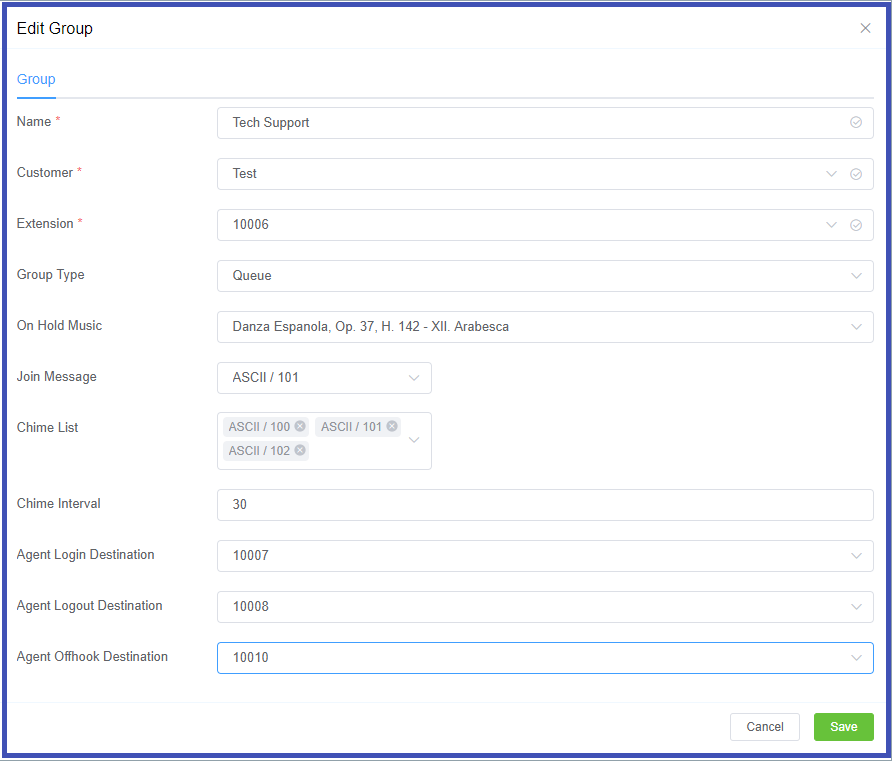 Edit Group
Group
Name *
Tech Support
Customer *
Test
Extension *
10006
Group Type
Queue
On Hold Music
Danza Espanola, Op. 37, H. 142 - XII. Arabesca
Join Message
ASCII / 101
Chime List
ASCII / 100 ASCII / 101
ASCII / 102
Chime Interval
30
Agent Login Destination
10007
Agent Logout Destination
10008
Agent Offhook Destination
10010
Cancel Save